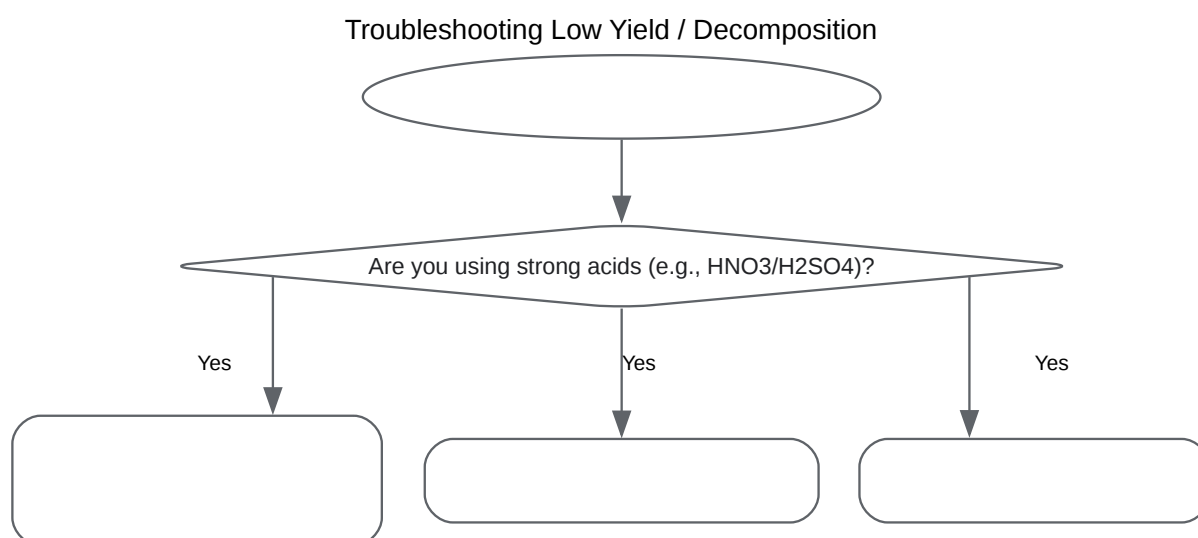 Troubleshooting Low Yield / Decomposition
Are you using strong acids (e.g., HNO3/H2SO4)?
Yes
Yes
Yes